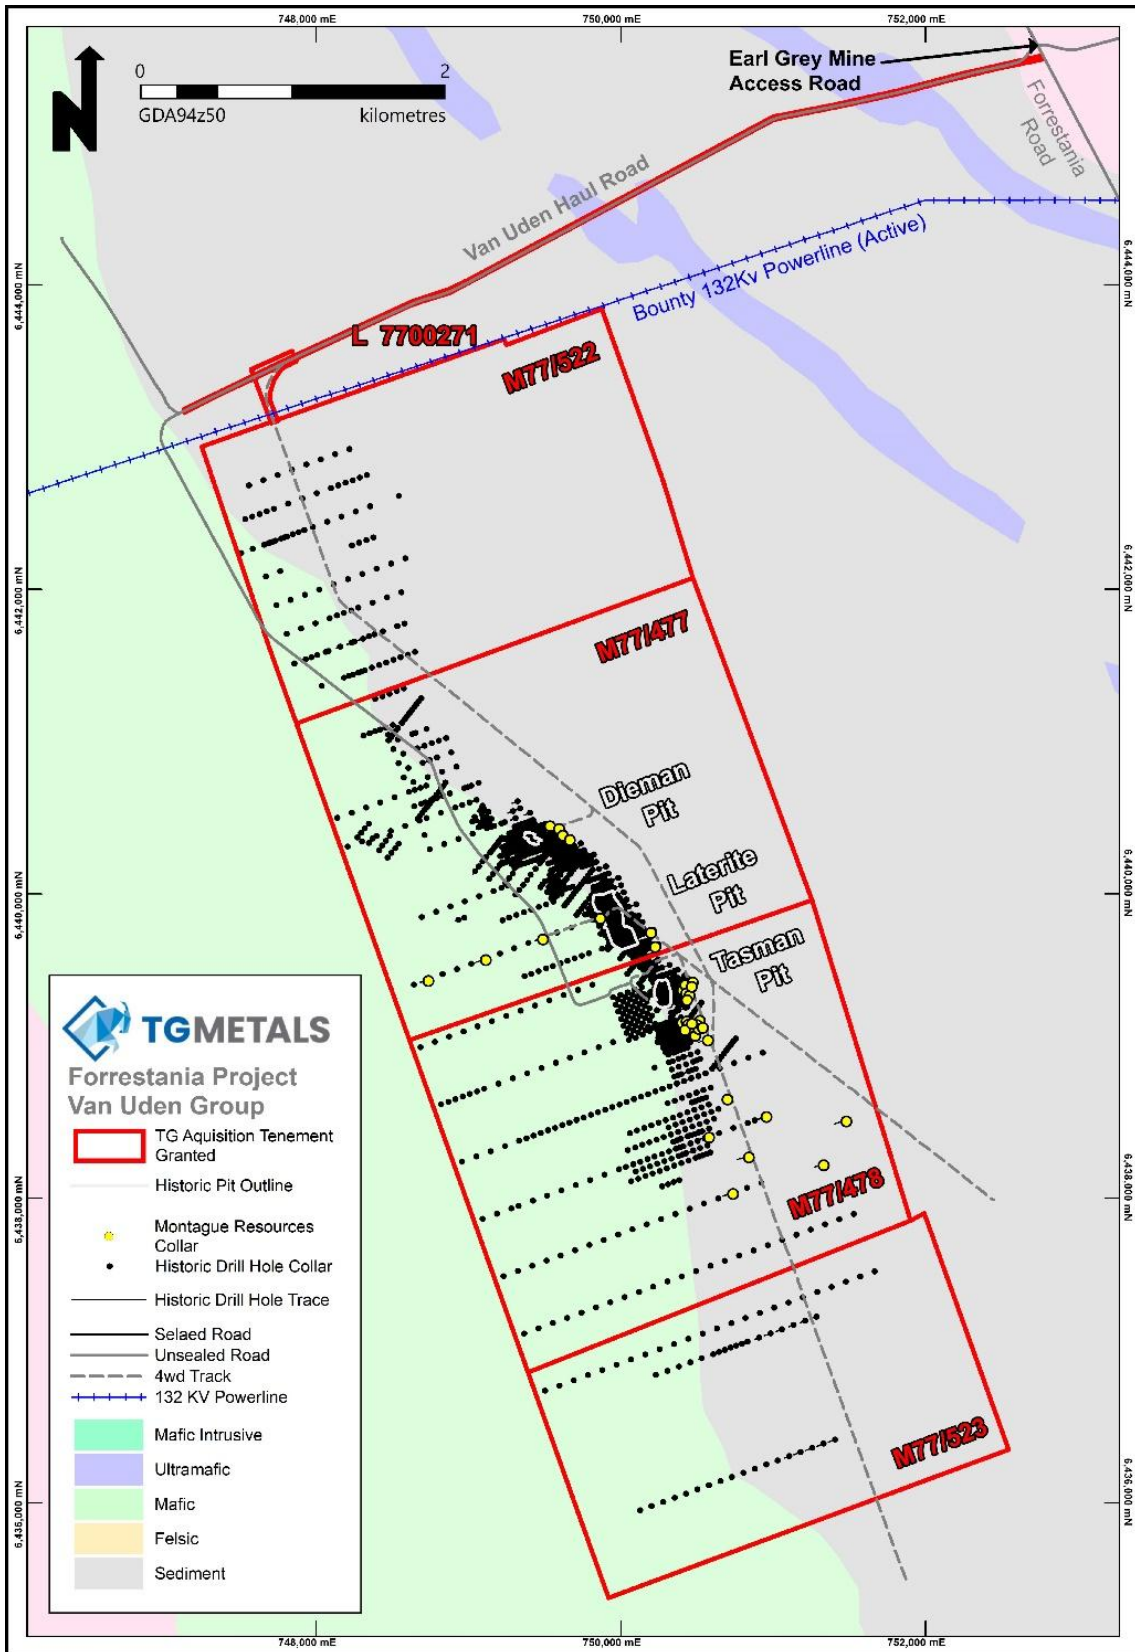 748,000 mE
750,000 mE
752,000 mE
Earl Grey Mine
Access Road
0
2
GDA94z50
kilometres
N
Forrestania
Road
Van Uden Haul Road
Bounty 132Kv Powerline (Active)
6,444,000 mN
6,444,000 mN
L 7700271
M77/522
6,442,000 mN
6,442,000 mN
M77/477
Dieman
Pit
Laterite
Pit
6,440,000 mN
6,440,000 mN
Tasman
Pit
M77/478
6,438,000 mN
6,438,000 mN
M77/523
6,436,000 mN
6,436,000 mN
TGMETALS
Forrestania Project
Van Uden Group
TG Aquisition Tenement
Granted
Historic Pit Outline
Montague Resources
Collar
Historic Drill Hole Collar
Historic Drill Hole Trace
Selaed Road
Unsealed Road
4wd Track
132 KV Powerline
Mafic Intrusive
Ultramafic
Mafic
Felsic
Sediment
748,000 mE
750,000 mE
752,000 mE